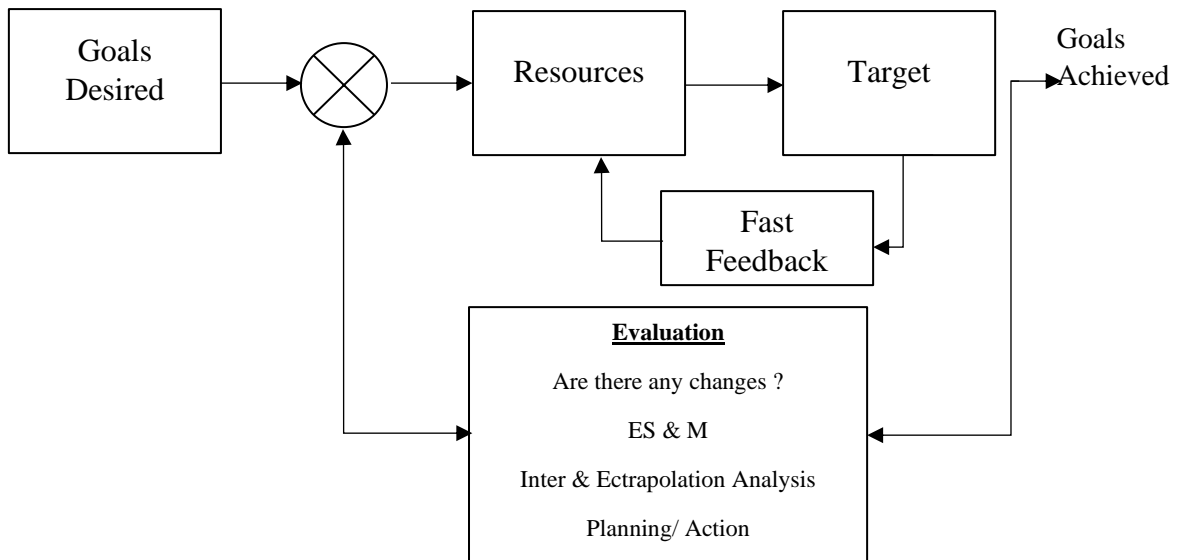 Goals
Desired
Resources
Target
Goals
Achieved
Fast
Feedback
Evaluation
Are there any changes ?
ES & M
Inter & Ectrapolation Analysis
Planning/ Action